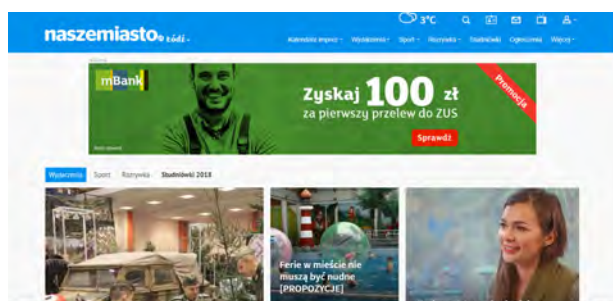 3°C
naszemiasto Łódź
Kalendarz imprez Wydarzenia Sport Rozrywka Studniówki Ogłoszenia Więcej
mBank
Zyskaj 100 zł
za pierwszy przelew do ZUS
Sprawdź
Promocja
Wydarzenia Sport Rozrywka Studniówki 2018
Ferie w mieście nie
muszą być nudne
[PROPOZYCJE]